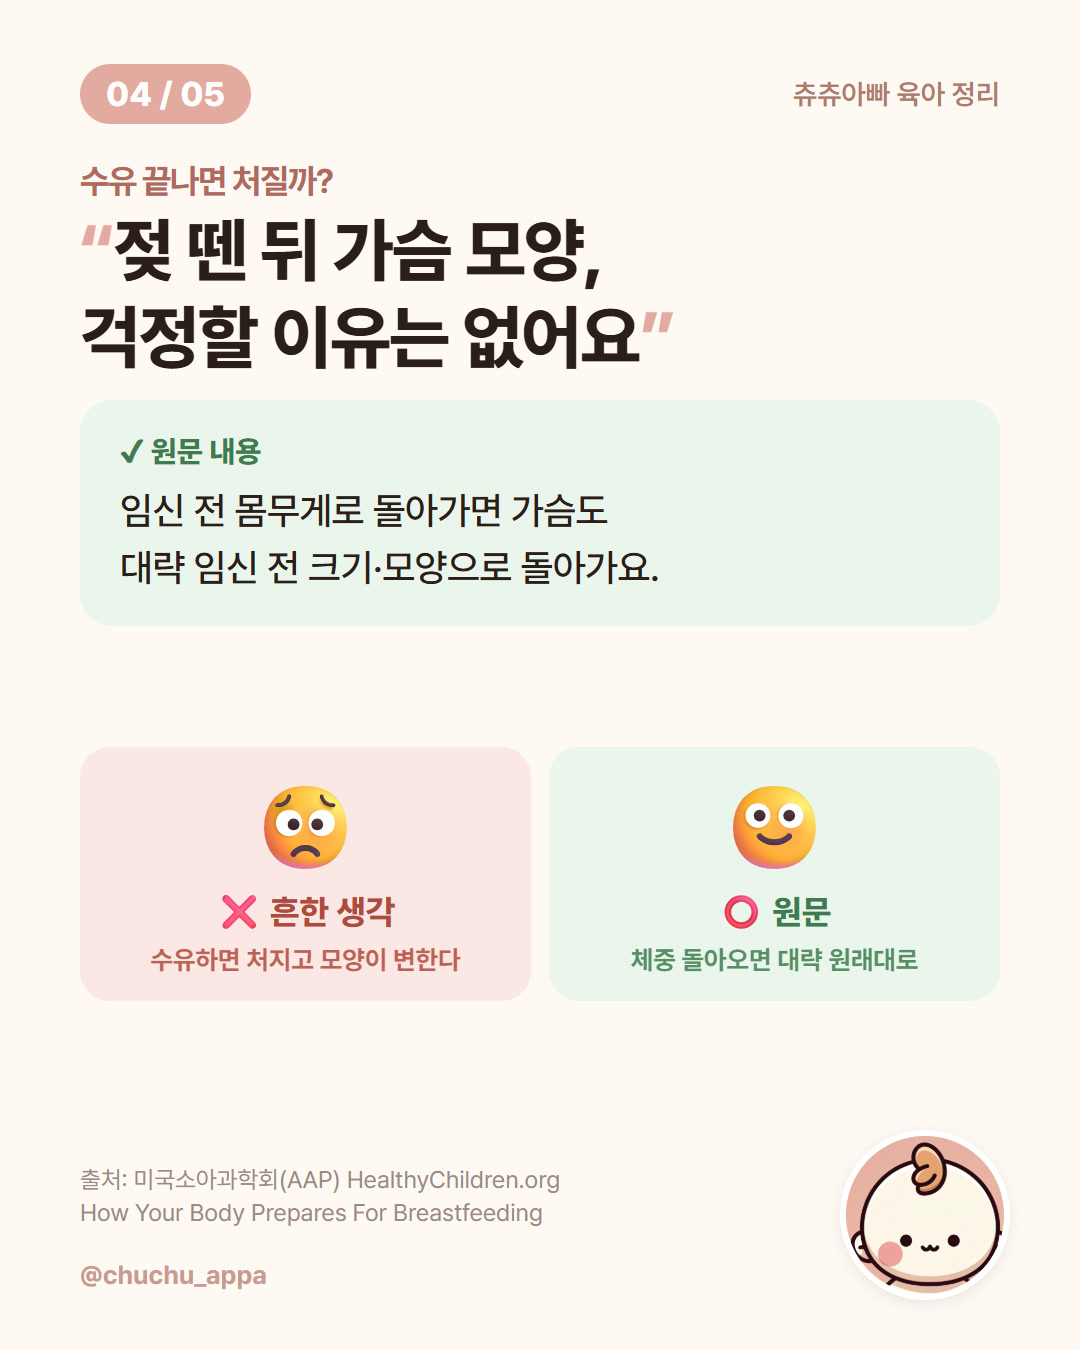 04 / 05
츄츄아빠 육아 정리
수유 끝나면 처질까?
“젖 뗀 뒤 가슴 모양,
걱정할 이유는 없어요”
✔ 원문 내용
임신 전 몸무게로 돌아가면 가슴도
대략 임신 전 크기·모양으로 돌아가요.
❌ 흔한 생각
수유하면 처지고 모양이 변한다
⭕ 원문
체중 돌아오면 대략 원래대로
출처: 미국소아과학회(AAP) HealthyChildren.org
How Your Body Prepares For Breastfeeding
@chuchu_appa